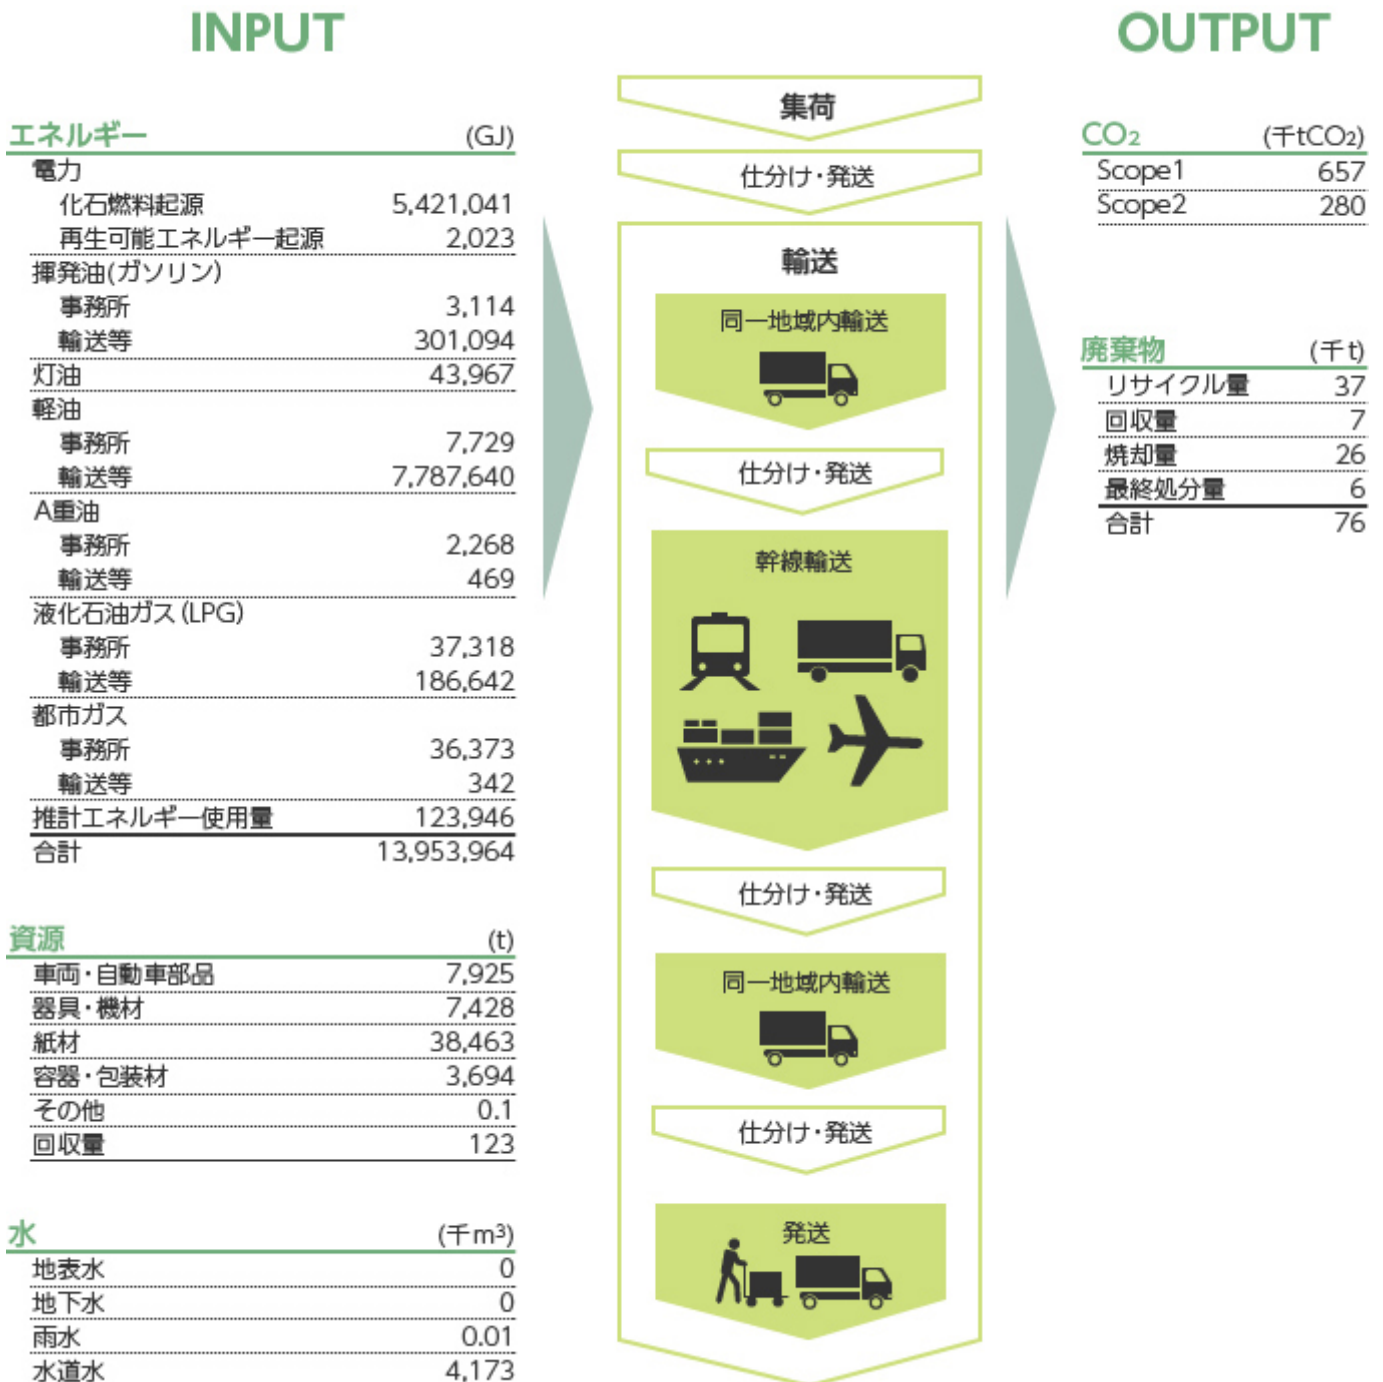 INPUT
エネルギー (GJ)
電力
化石燃料起源 5,421,041
再生可能エネルギー起源 2,023
揮発油(ガソリン)
事務所 3,114
輸送等 301,094
灯油 43,967
軽油
事務所 7,729
輸送等 7,787,640
A重油
事務所 2,268
輸送等 469
液化石油ガス(LPG)
事務所 37,318
輸送等 186,642
都市ガス
事務所 36,373
輸送等 342
推計エネルギー使用量 123,946
合計 13,953,964
資源 (t)
車両・自動車部品 7,925
器具・機材 7,428
紙材 38,463
容器・包装材 3,694
その他 0.1
回収量 123
水 (千m³)
地表水 0
地下水 0
雨水 0.01
水道水 4,173
集荷
仕分け・発送
輸送
同一地域内輸送
仕分け・発送
幹線輸送
仕分け・発送
同一地域内輸送
仕分け・発送
発送
OUTPUT
CO₂ (千tCO₂)
Scope1 657
Scope2 280
廃棄物 (千t)
リサイクル量 37
回収量 7
焼却量 26
最終処分量 6
合計 76